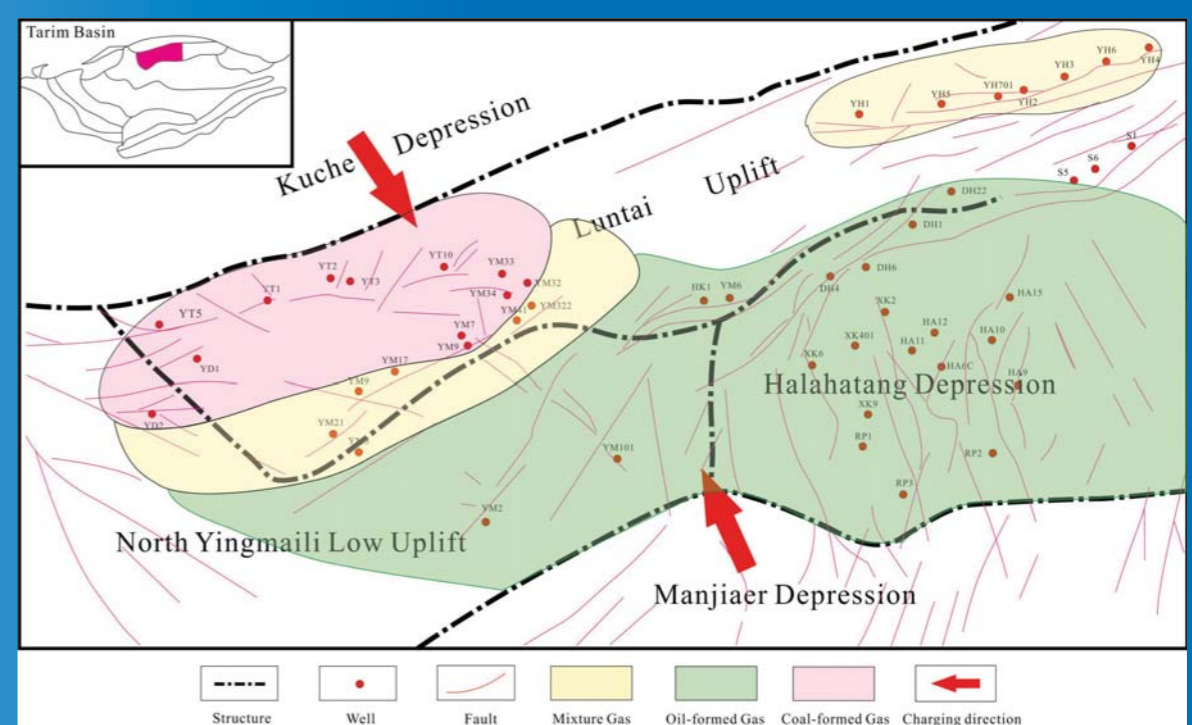 Tarim Basin
Kuche Depression
Luntai Uplift
YH6
YH4
YH3
YH701
YH5
YH2
YH1
S1
S6
S5
DH22
DH1
DH6
DH4
YT10
YM33
YT2
YT3
YM32
YT1
YM34
YM322
YM41
YT5
YM7
YM9
YD1
YM17
YM9
YD2
YM21
HK1
YM6
XK2
HA15
HA12
HA10
XK401
HA11
XK6
HA6C
HA9
Halahatang Depression
XK9
RP1
RP2
RP3
YM101
YM2
North Yingmaili Low Uplift
Manjiaer Depression
Structure
Well
Fault
Mixture Gas
Oil-formed Gas
Coal-formed Gas
Charging direction